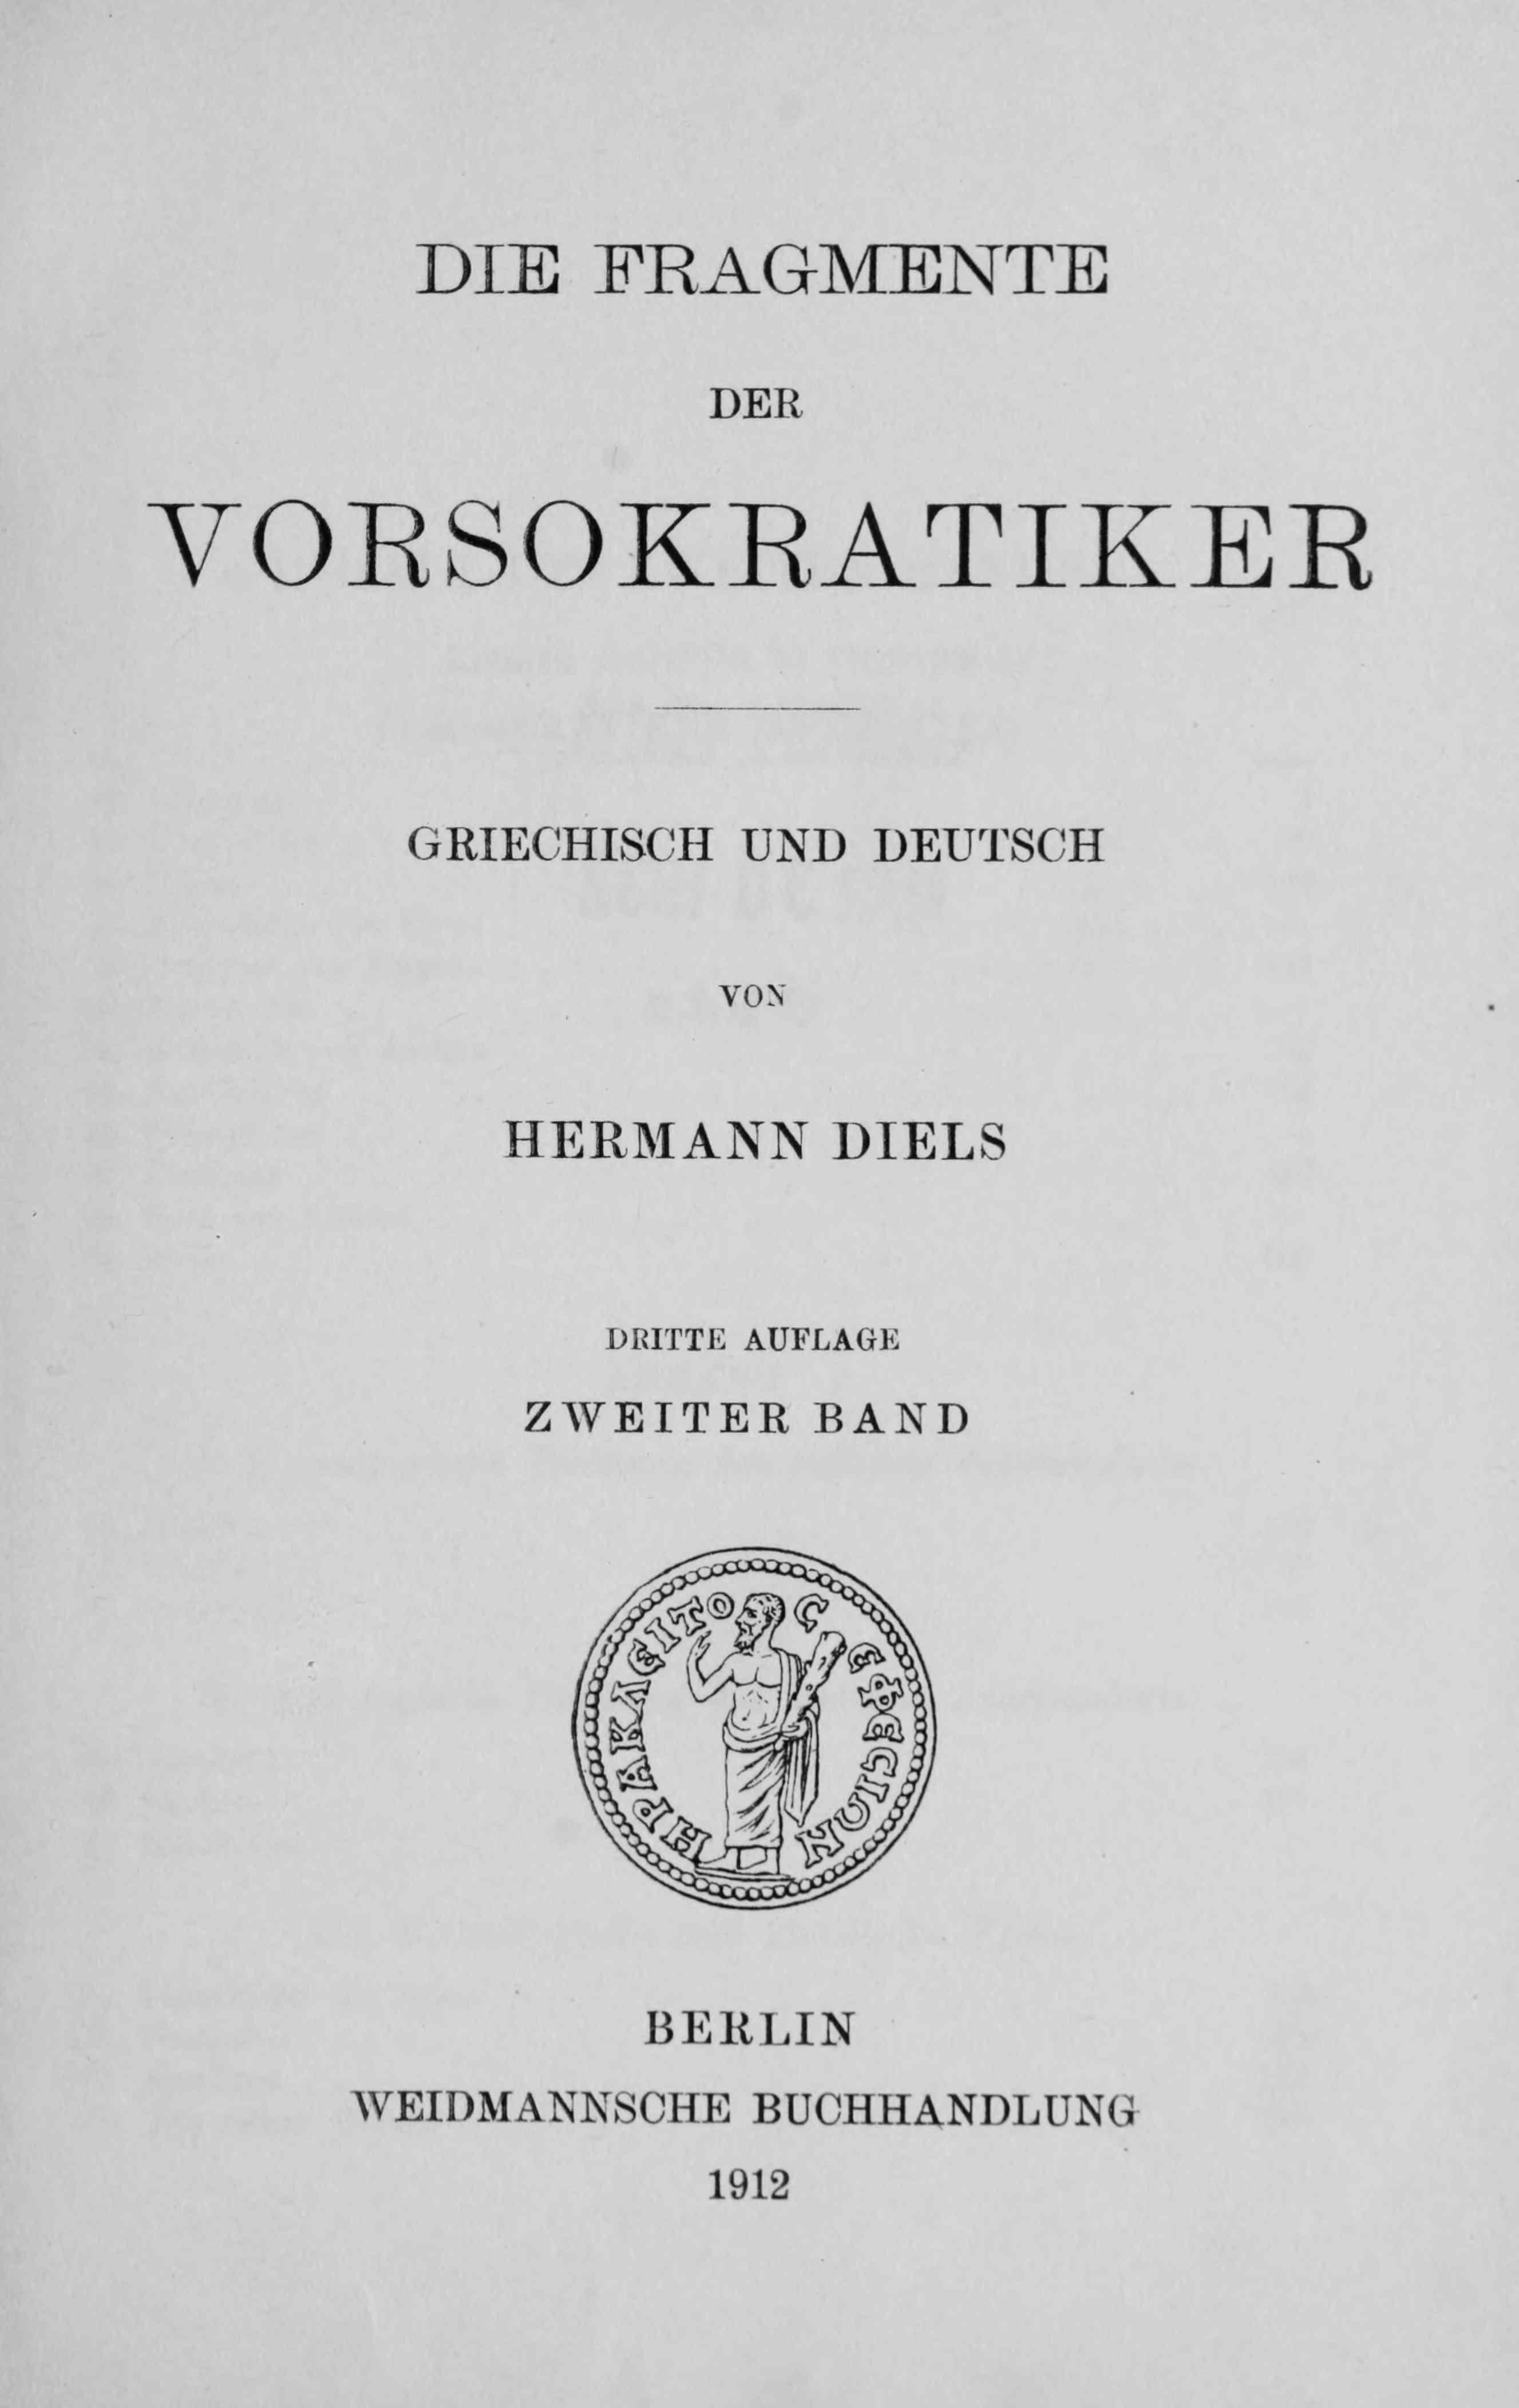 DIE FRAGMENTE
DER
VORSOKRATIKER
GRIECHISCH UND DEUTSCH
VON
HERMANN DIELS
DRITTE AUFLAGE
ZWEITER BAND
ΗΡΑΚΛΕΙΤΟϹ ΕΦΕϹΙΩΝ
BERLIN
WEIDMANNSCHE BUCHHANDLUNG
1912